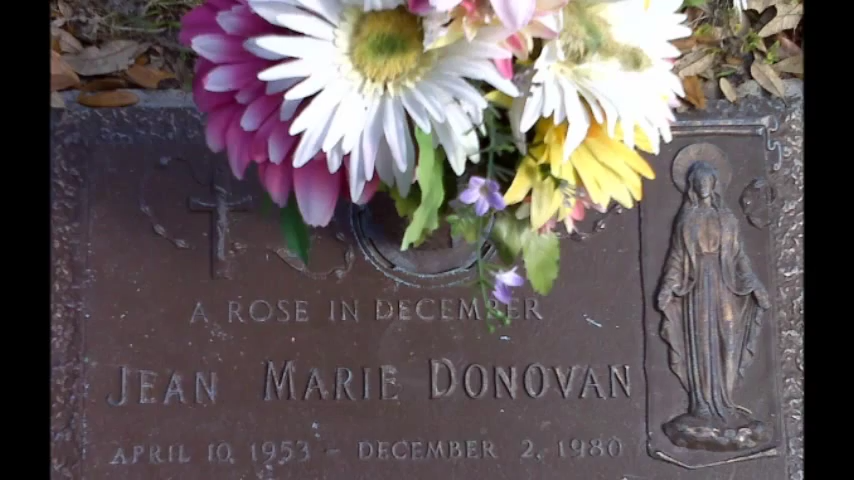 A ROSE IN DECEMBER
JEAN MARIE DONOVAN
APRIL 10, 1953 - DECEMBER 2, 1980